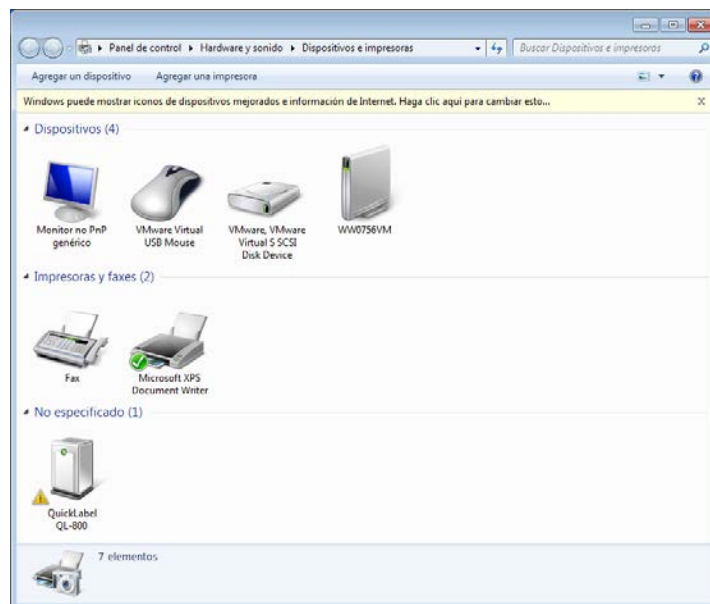 Panel de control Hardware y sonido Dispositivos e impresoras
Buscar Dispositivos e impresoras
Agregar un dispositivo Agregar una impresora
Windows puede mostrar iconos de dispositivos mejorados e información de Internet. Haga clic aquí para cambiar esto...
Dispositivos (4)
Monitor no PnP
genérico
VMware Virtual
USB Mouse
VMware, VMware
Virtual S SCSI
Disk Device
WW0756VM
Impresoras y faxes (2)
Fax
Microsoft XPS
Document Writer
No especificado (1)
QuickLabel
QL-800
7 elementos